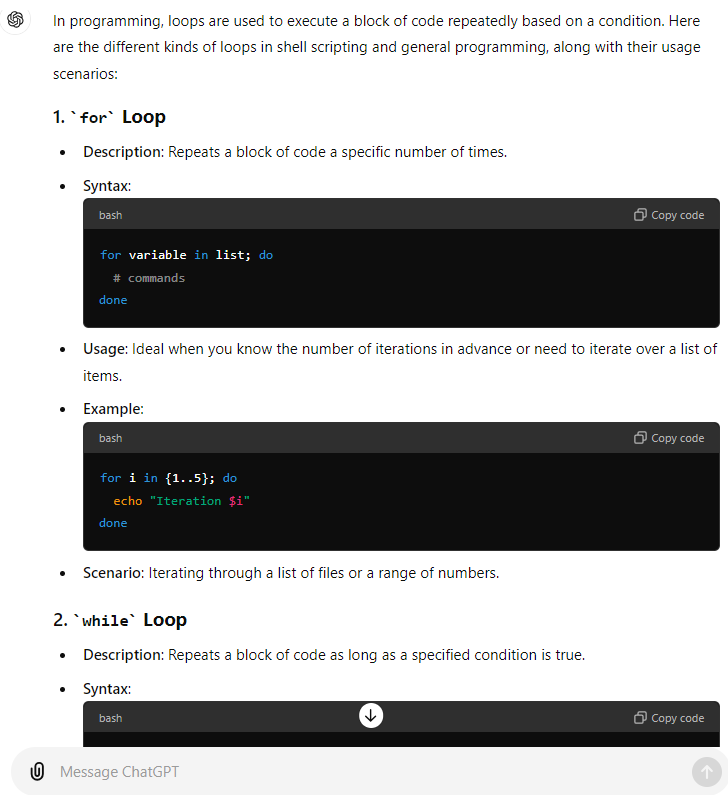 In programming, loops are used to execute a block of code repeatedly based on a condition. Here
are the different kinds of loops in shell scripting and general programming, along with their usage
scenarios:
1. `for` Loop
• Description: Repeats a block of code a specific number of times.
• Syntax:
bash Copy code
for variable in list; do
# commands
done
• Usage: Ideal when you know the number of iterations in advance or need to iterate over a list of
items.
• Example:
bash Copy code
for i in {1..5}; do
echo "Iteration $i"
done
• Scenario: Iterating through a list of files or a range of numbers.
2. `while` Loop
• Description: Repeats a block of code as long as a specified condition is true.
• Syntax:
bash Copy code
Message ChatGPT